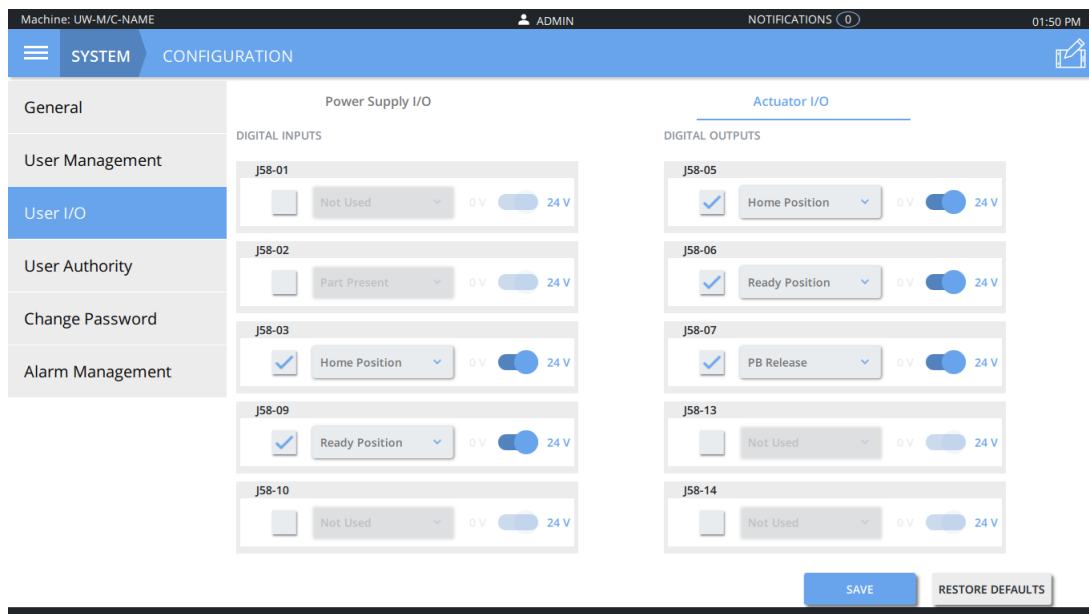 Machine: UW-M/C-NAME ADMIN NOTIFICATIONS 0 01:50 PM
SYSTEM CONFIGURATION
General
User Management
User I/O
User Authority
Change Password
Alarm Management
Power Supply I/O Actuator I/O
DIGITAL INPUTS
J58-01
Not Used 0 V 24 V
J58-02
Part Present 0 V 24 V
J58-03
Home Position 0 V 24 V
J58-09
Ready Position 0 V 24 V
J58-10
Not Used 0 V 24 V
DIGITAL OUTPUTS
J58-05
Home Position 0 V 24 V
J58-06
Ready Position 0 V 24 V
J58-07
PB Release 0 V 24 V
J58-13
Not Used 0 V 24 V
J58-14
Not Used 0 V 24 V
SAVE RESTORE DEFAULTS